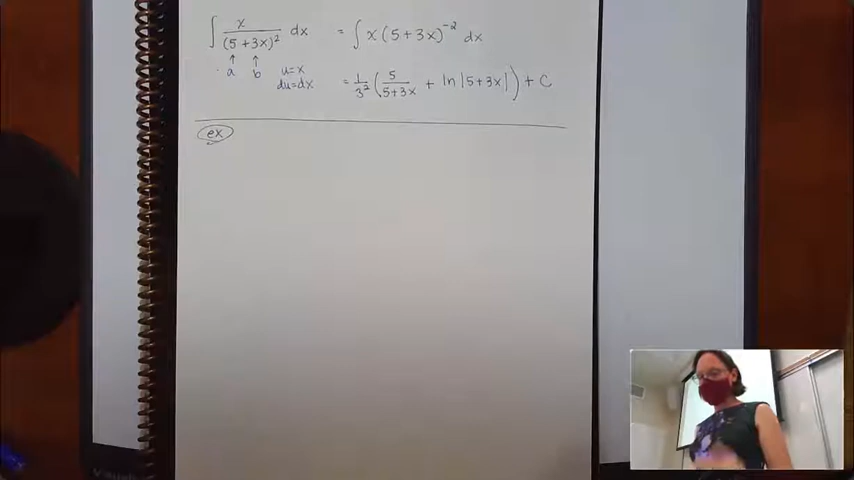 ∫ x/(5+3x)² dx = ∫ x(5+3x)⁻² dx
↑ ↑
a b u=x
du=dx = 1/3² (5/(5+3x) + ln|5+3x|) + C
ex